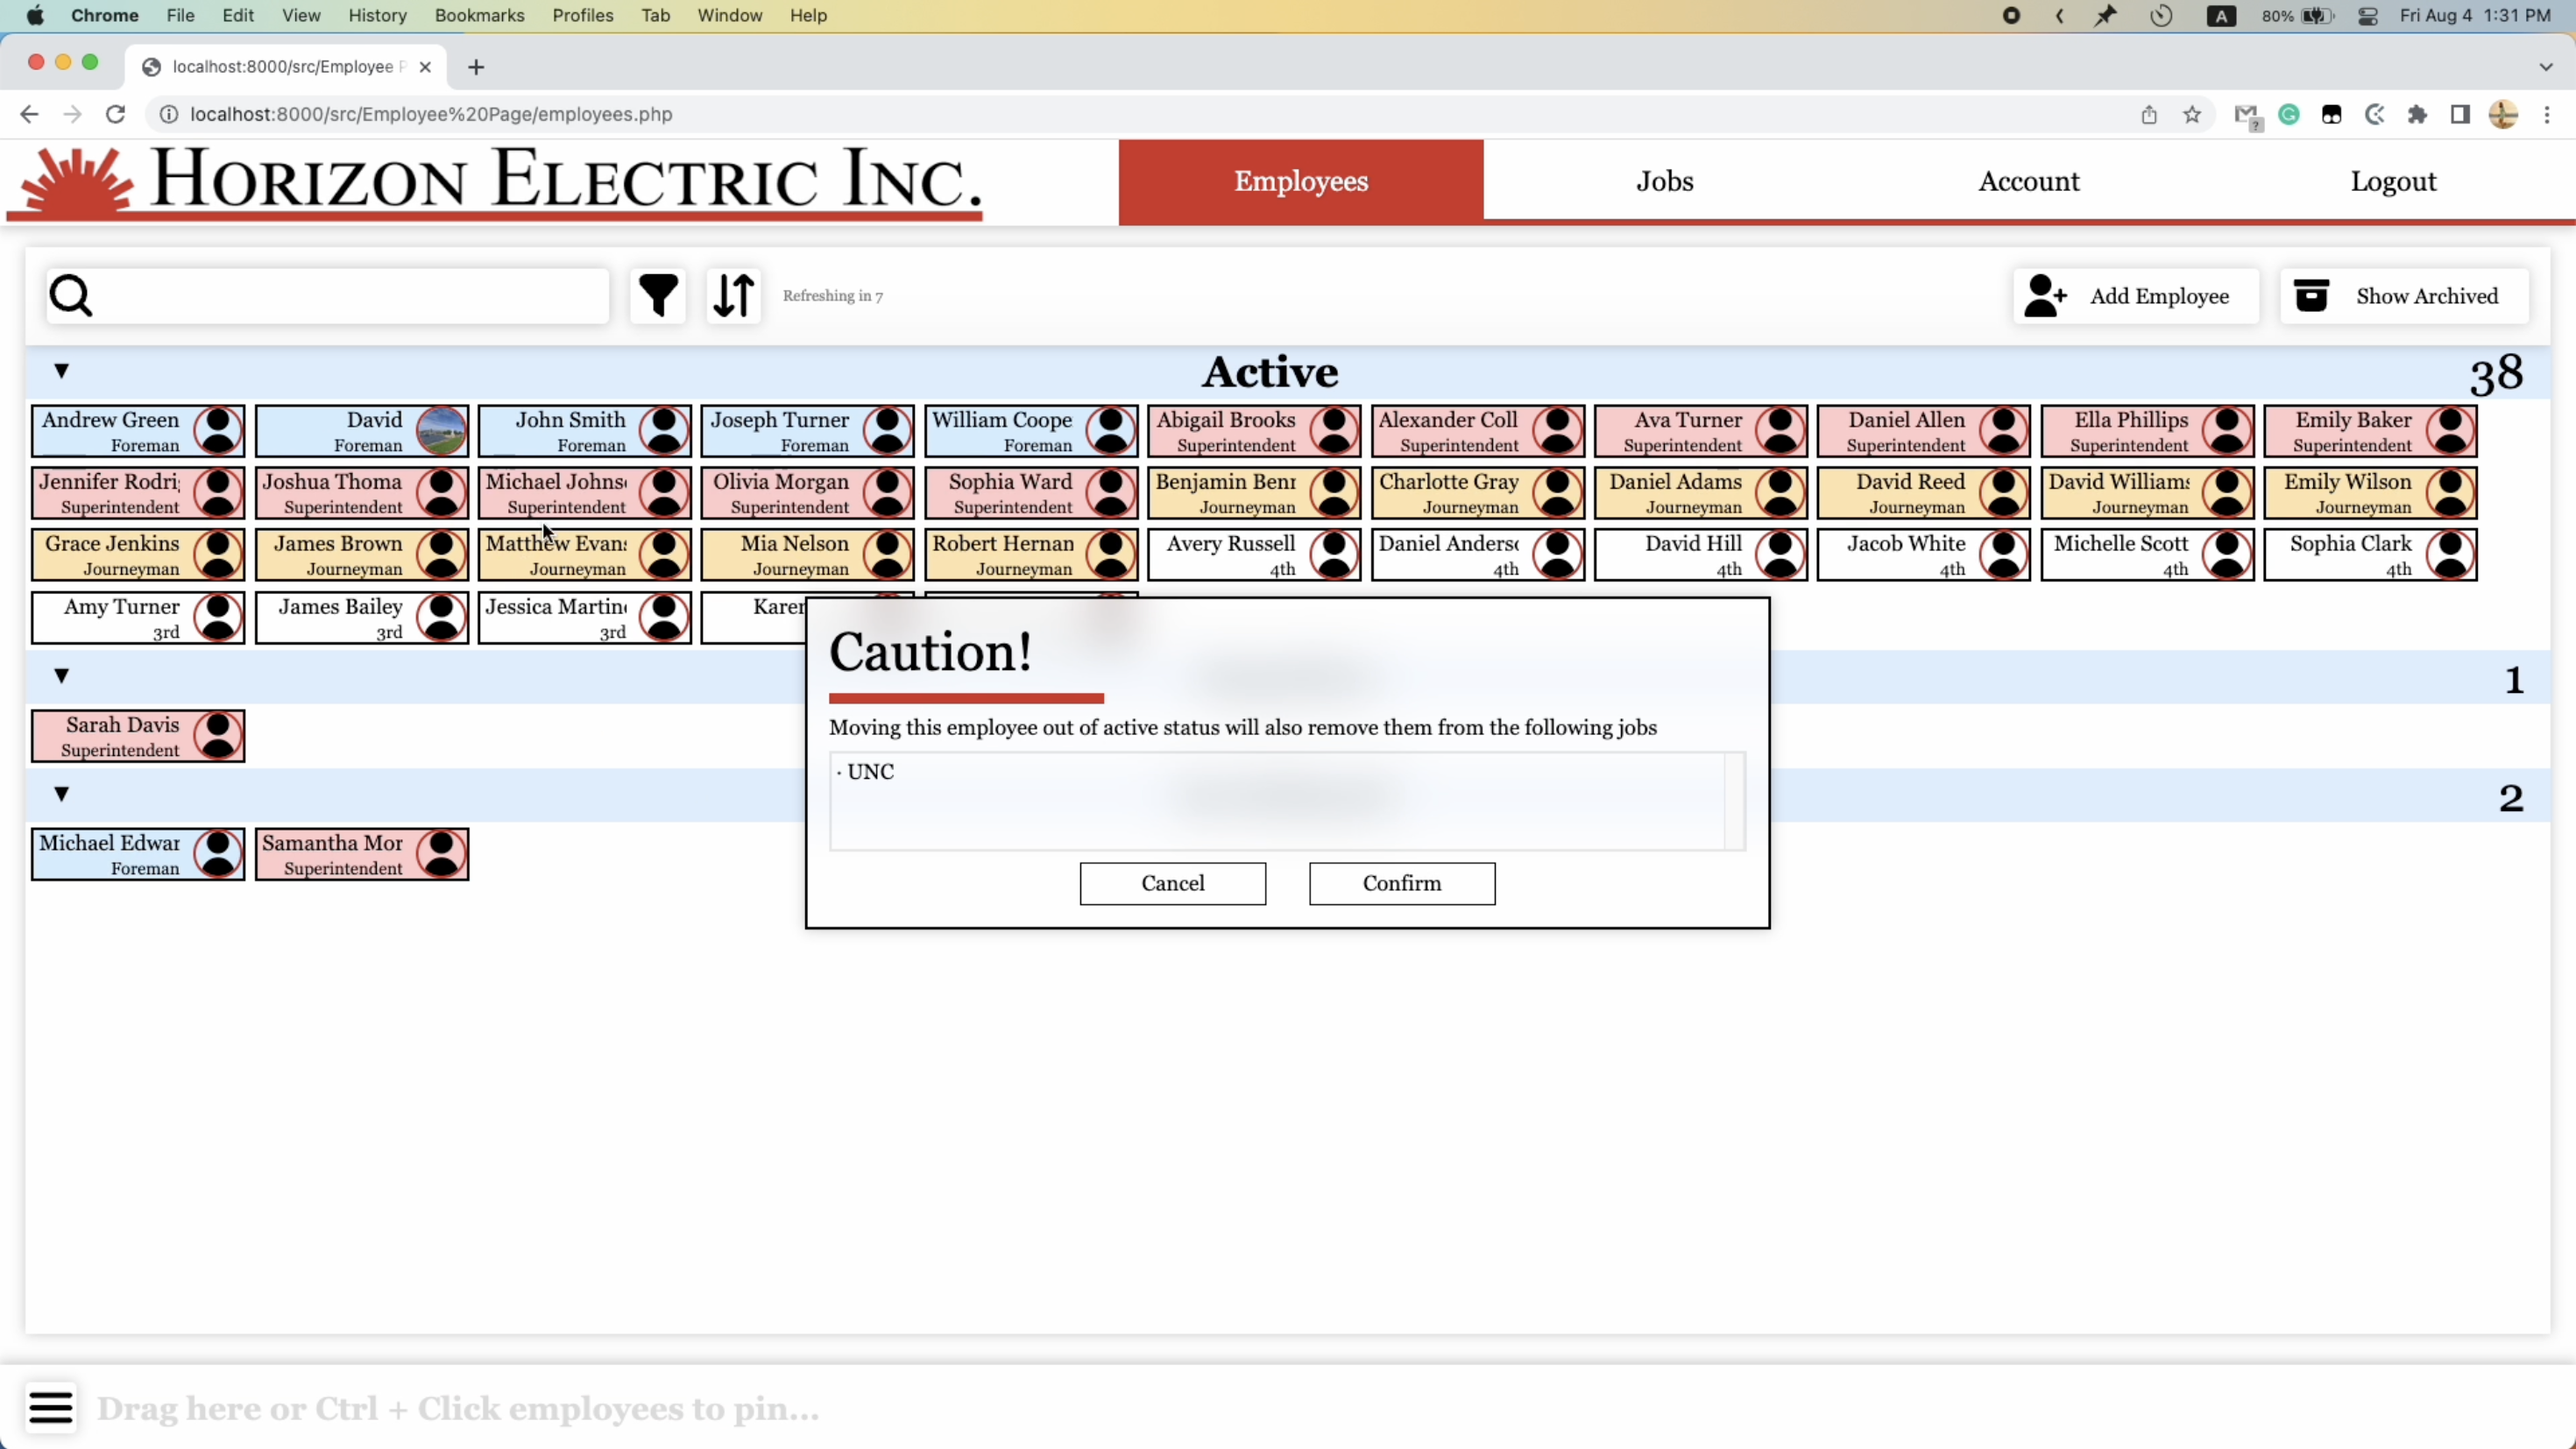 Chrome File Edit View History Bookmarks Profiles Tab Window Help
A 80% Fri Aug 4 1:31 PM
localhost:8000/src/Employee P
localhost:8000/src/Employee%20Page/employees.php
HORIZON ELECTRIC INC.
Employees Jobs Account Logout
Refreshing in 7
Add Employee Show Archived
Active 38
Andrew Green David John Smith Joseph Turner William Coope Abigail Brooks Alexander Coll Ava Turner Daniel Allen Ella Phillips Emily Baker
Foreman Foreman Foreman Foreman Foreman Superintendent Superintendent Superintendent Superintendent Superintendent Superintendent
Jennifer Rodri Joshua Thoma Michael Johns Olivia Morgan Sophia Ward Benjamin Charlotte Gray Daniel Adams David Reed David Williams Emily Wilson
Superintendent Superintendent Superintendent Superintendent Superintendent Journeyman Journeyman Journeyman Journeyman Journeyman Journeyman
Grace Jenkins James Brown Matthew Evans Mia Nelson Robert Hernan Avery Russell Daniel Anders David Hill Jacob White Michelle Scott Sophia Clark
Journeyman Journeyman Journeyman Journeyman Journeyman 4th 4th 4th 4th 4th 4th
Amy Turner James Bailey Jessica Martin Karen
3rd 3rd 3rd
1
Sarah Davis
Superintendent
2
Michael Edwar Samantha Mor
Foreman Superintendent
Caution!
Moving this employee out of active status will also remove them from the following jobs
· UNC
Cancel Confirm
Drag here or Ctrl + Click employees to pin...